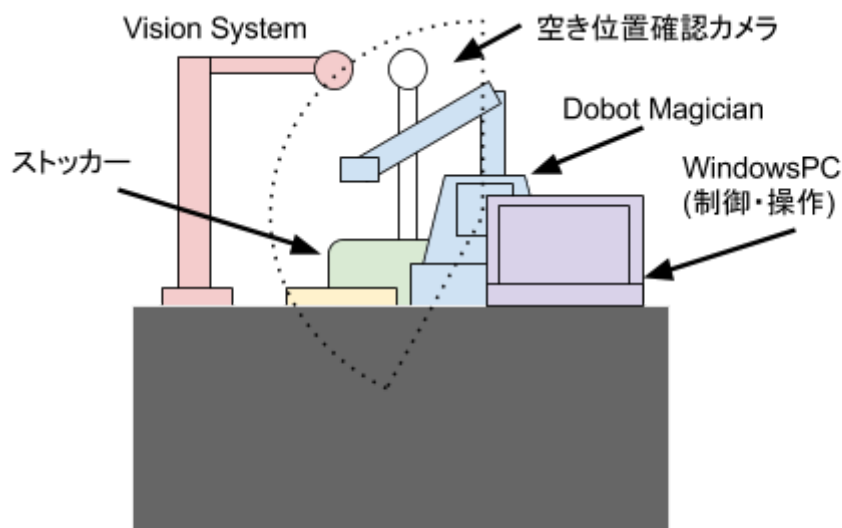 Vision System
空き位置確認カメラ
Dobot Magician
ストッカー
WindowsPC
(制御・操作)